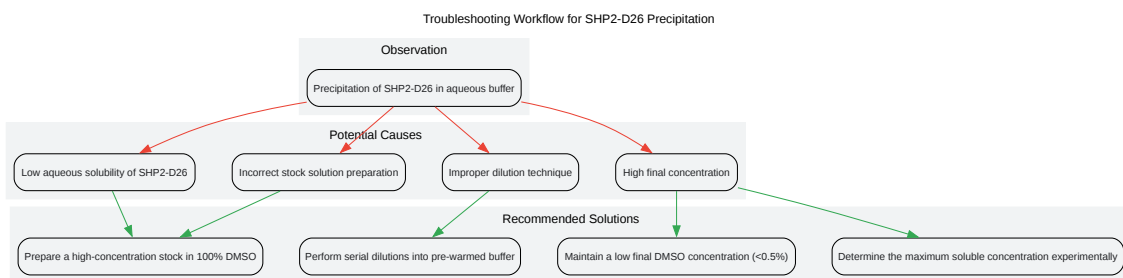 Troubleshooting Workflow for SHP2-D26 Precipitation
Observation
Precipitation of SHP2-D26 in aqueous buffer
Potential Causes
Low aqueous solubility of SHP2-D26
Incorrect stock solution preparation
Improper dilution technique
High final concentration
Recommended Solutions
Prepare a high-concentration stock in 100% DMSO
Perform serial dilutions into pre-warmed buffer
Maintain a low final DMSO concentration (<0.5%)
Determine the maximum soluble concentration experimentally